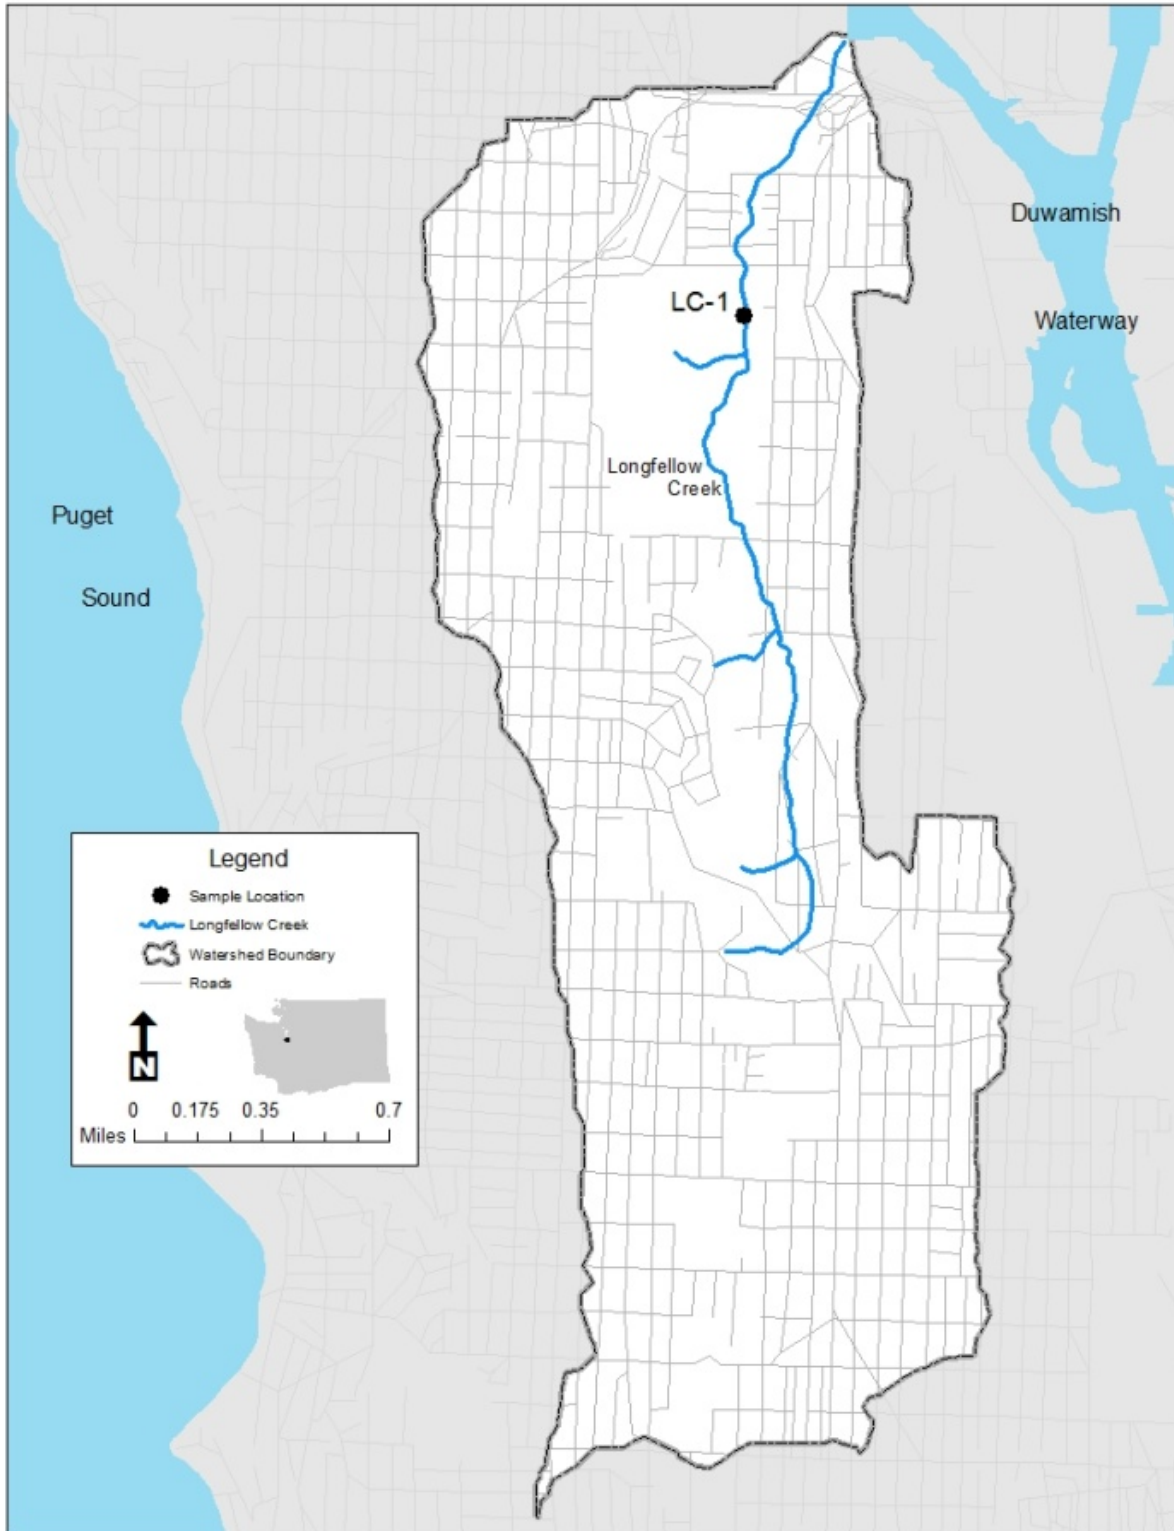 Duwamish
Waterway
LC-1
Longfellow
Creek
Puget
Sound
Legend
Sample Location
Longfellow Creek
Watershed Boundary
Roads
N
0 0.175 0.35 0.7
Miles